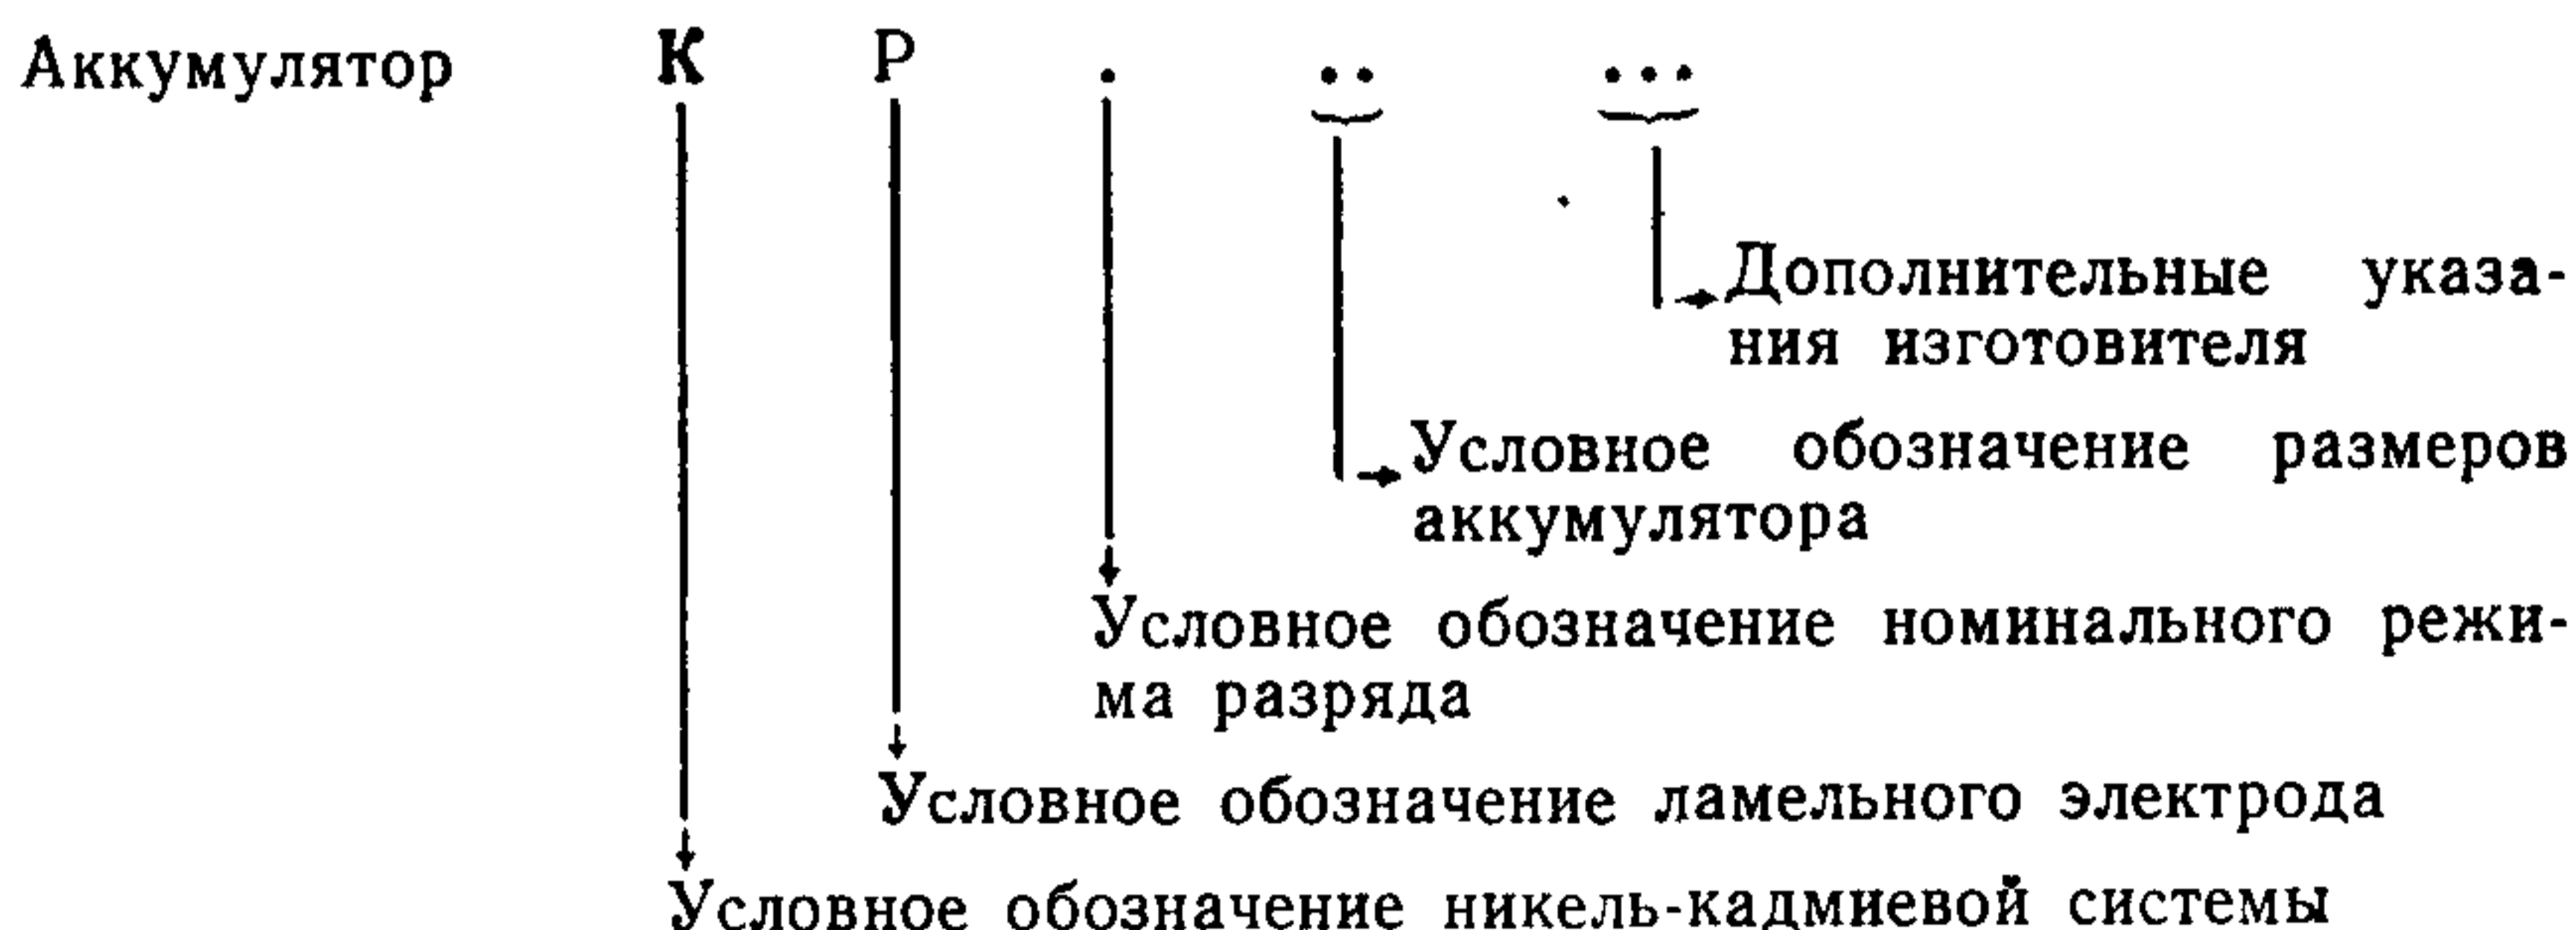 Аккумулятор К Р . .. ...
Дополнительные указа-
ния изготовителя
Условное обозначение размеров
аккумулятора
Условное обозначение номинального режи-
ма разряда
Условное обозначение ламельного электрода
Условное обозначение никель-кадмиевой системы